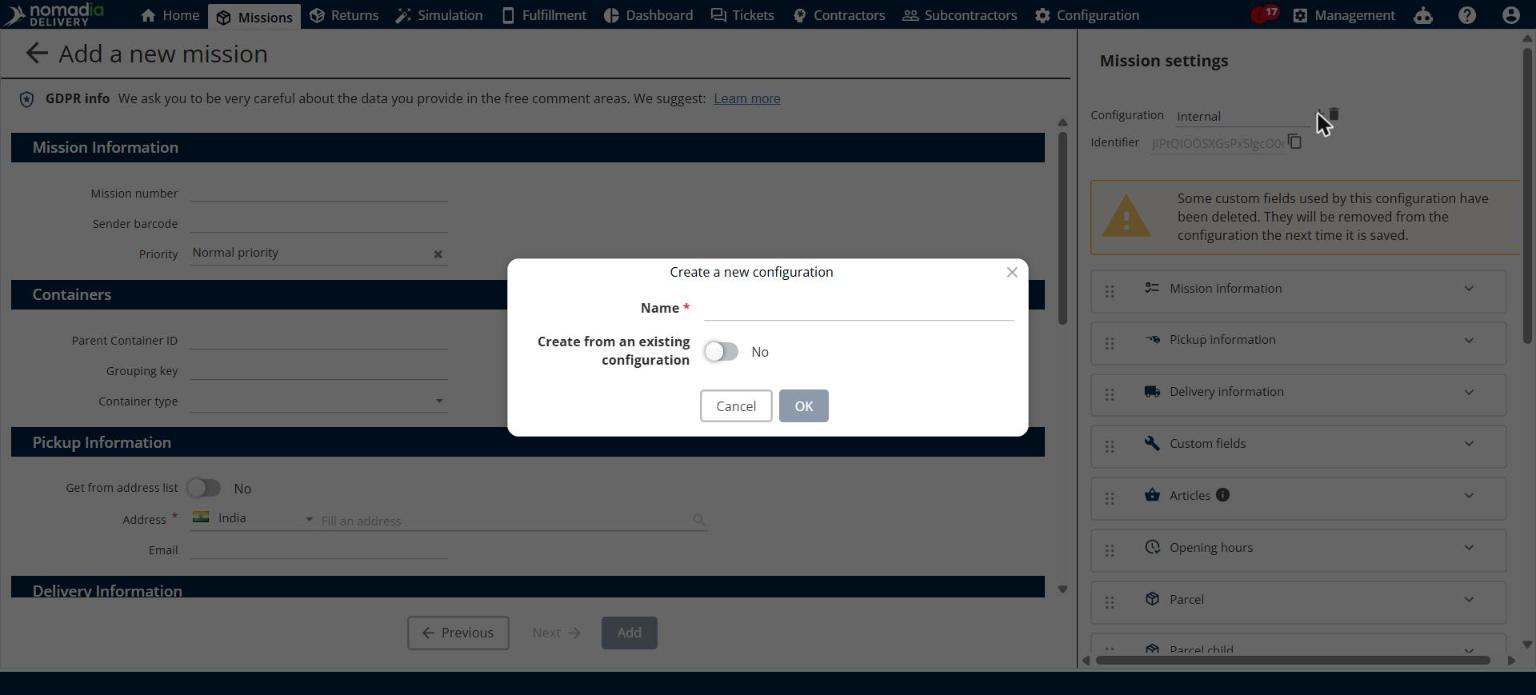 nomadia
DELIVERY
Home
Missions
Returns
Simulation
Fulfillment
Dashboard
Tickets
Contractors
Subcontractors
Configuration
17
Management
Add a new mission
GDPR info We ask you to be very careful about the data you provide in the free comment areas. We suggest: Learn more
Mission Information
Mission number
Sender barcode
Priority Normal priority
Containers
Parent Container ID
Grouping key
Container type
Pickup Information
Get from address list No
Address * India Fill an address
Email
Delivery Information
Previous
Next
Add
Create a new configuration
Name *
Create from an existing
configuration
No
Cancel
OK
Mission settings
Configuration Internal
Identifier
Some custom fields used by this configuration have
been deleted. They will be removed from the
configuration the next time it is saved.
Mission Information
Pickup information
Delivery information
Custom fields
Articles
Opening hours
Parcel
Parcel child